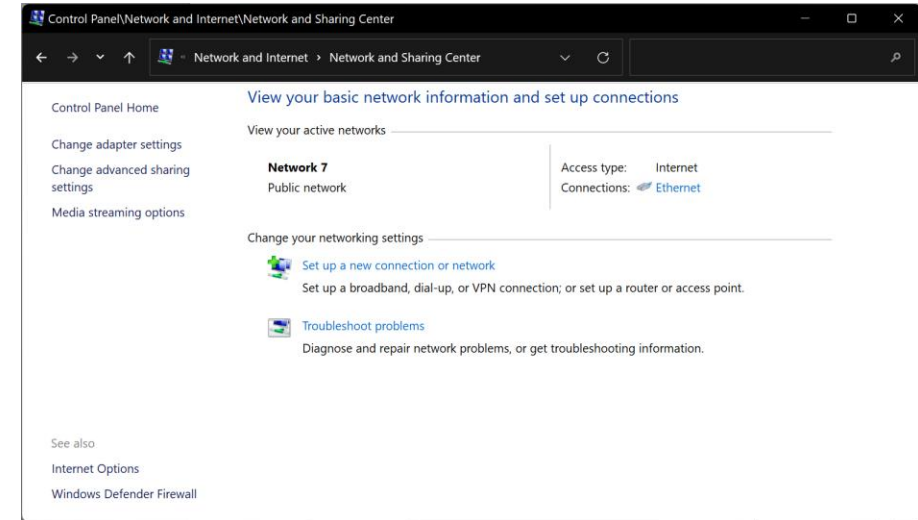 Control Panel\Network and Internet\Network and Sharing Center
Network and Internet › Network and Sharing Center
Control Panel Home
Change adapter settings
Change advanced sharing
settings
Media streaming options
See also
Internet Options
Windows Defender Firewall
View your basic network information and set up connections
View your active networks
Network 7
Public network
Access type: Internet
Connections: Ethernet
Change your networking settings
Set up a new connection or network
Set up a broadband, dial-up, or VPN connection; or set up a router or access point.
Troubleshoot problems
Diagnose and repair network problems, or get troubleshooting information.